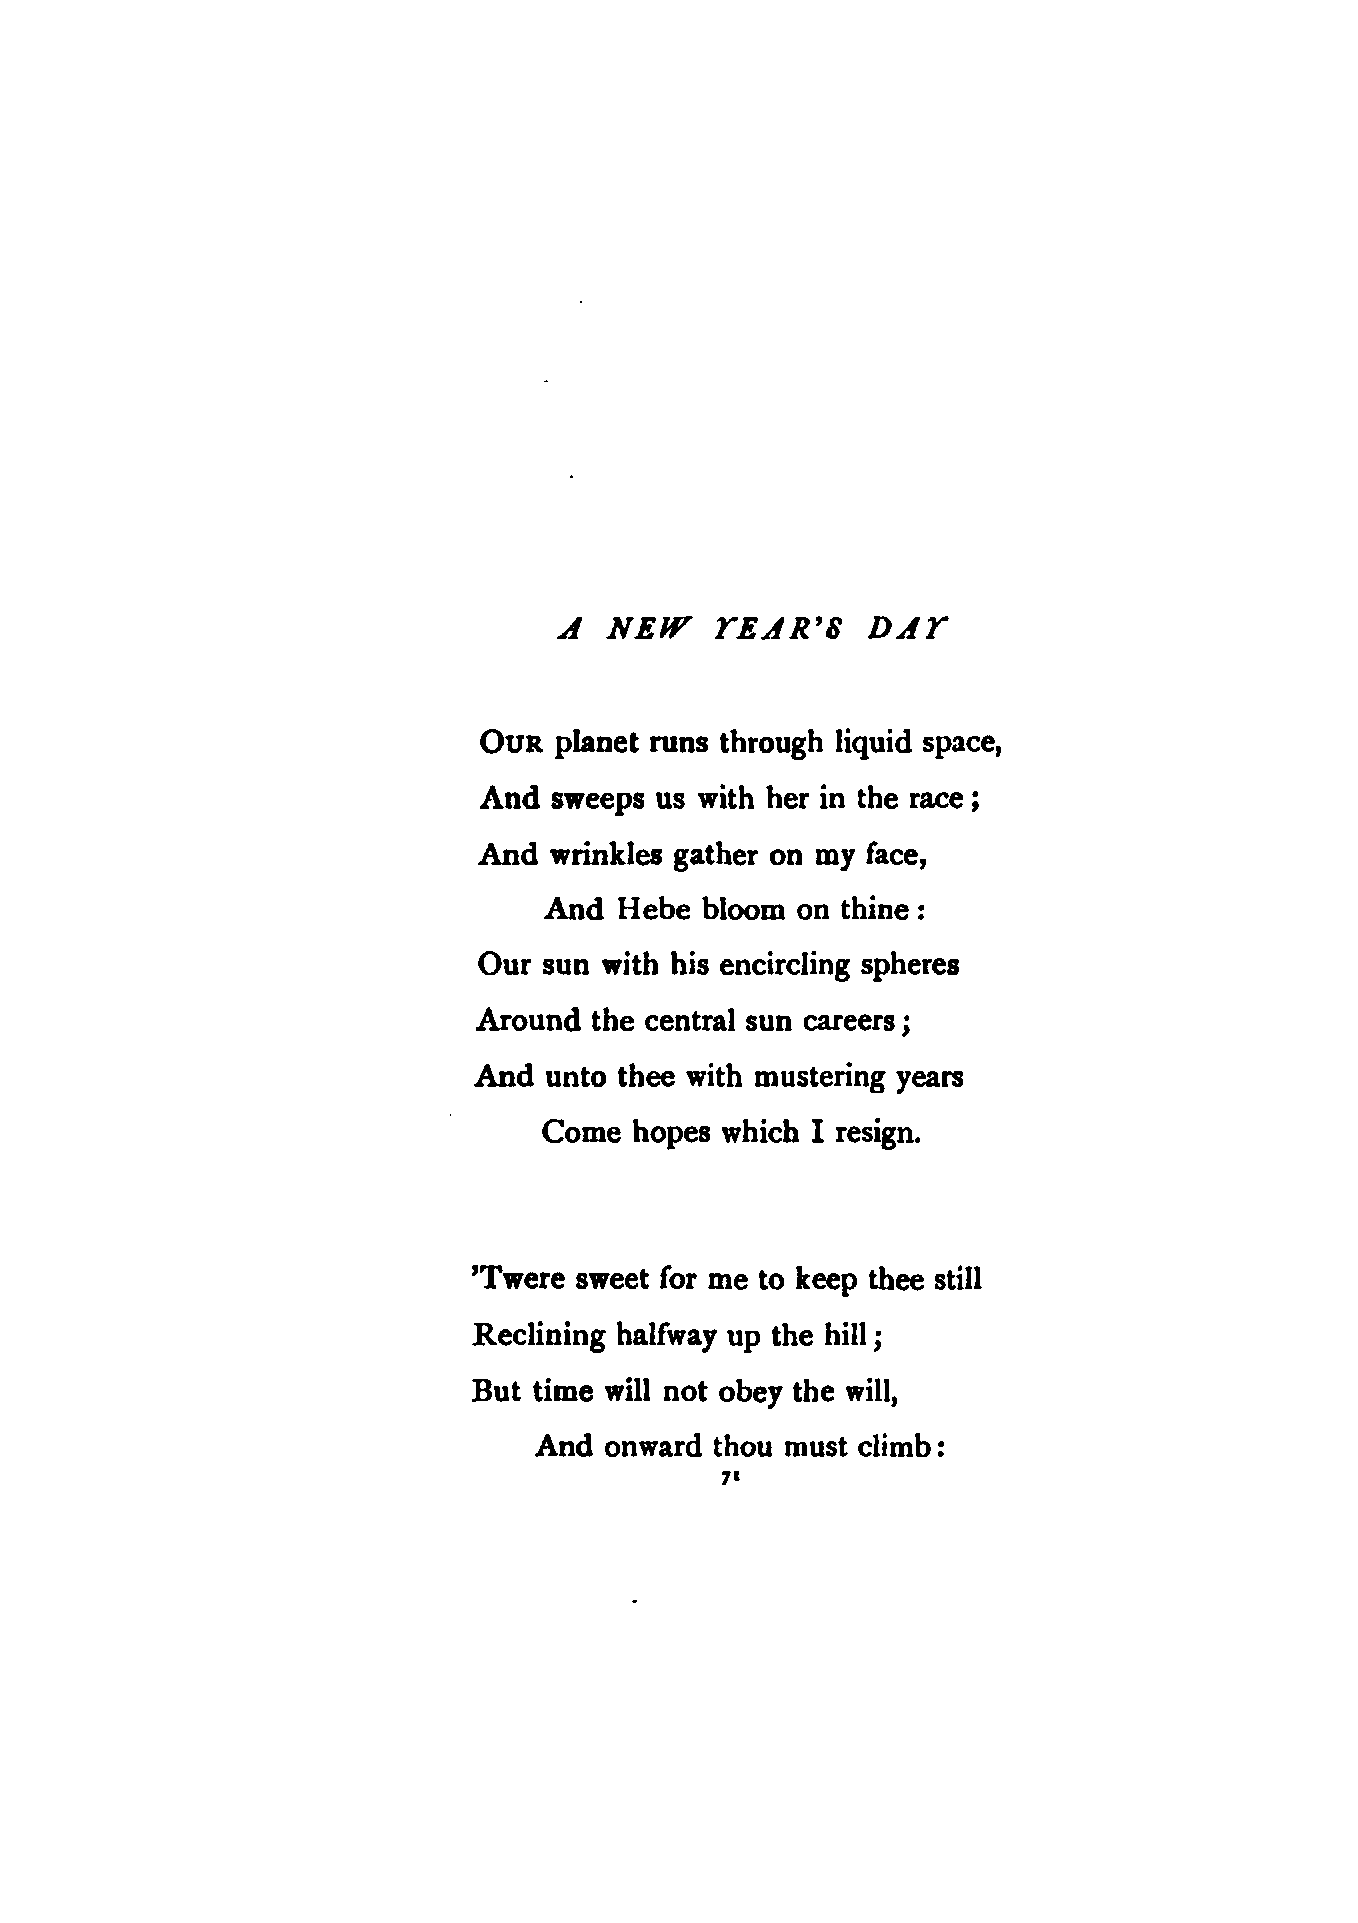 A NEW YEAR'S DAY
OUR planet runs through liquid space,
And sweeps us with her in the race ;
And wrinkles gather on my face,
And Hebe bloom on thine :
Our sun with his encircling spheres
Around the central sun careers ;
And unto thee with mustering years
Come hopes which I resign.
'Twere sweet for me to keep thee still
Reclining halfway up the hill ;
But time will not obey the will,
And onward thou must climb :
71